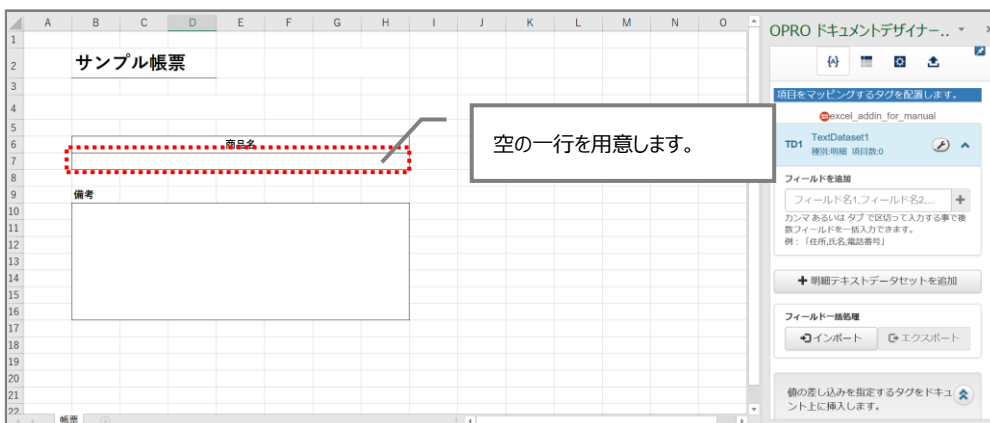 A B C D E F G H I J K L M N O
1
2
3
4
5
6
7
8
9
10
11
12
13
14
15
16
17
18
19
20
21
22
サンプル帳票
商品名
備考
空の一行を用意します。
帳票
OPRO ドキュメントデザイナー..
{A}
項目をマッピングするタグを配置します。
excel_addin_for_manual
TD1 TextDataset1
種別:明細 項目数:0
フィールドを追加
フィールド名1,フィールド名2,...
カンマ あるいは タブ で区切って入力する事で複
数フィールドを一括入力できます。
例：「住所,氏名,電話番号」
明細テキストデータセットを追加
フィールド一括処理
インポート エクスポート
値の差し込みを指定するタグをドキュメ
ント上に挿入します。